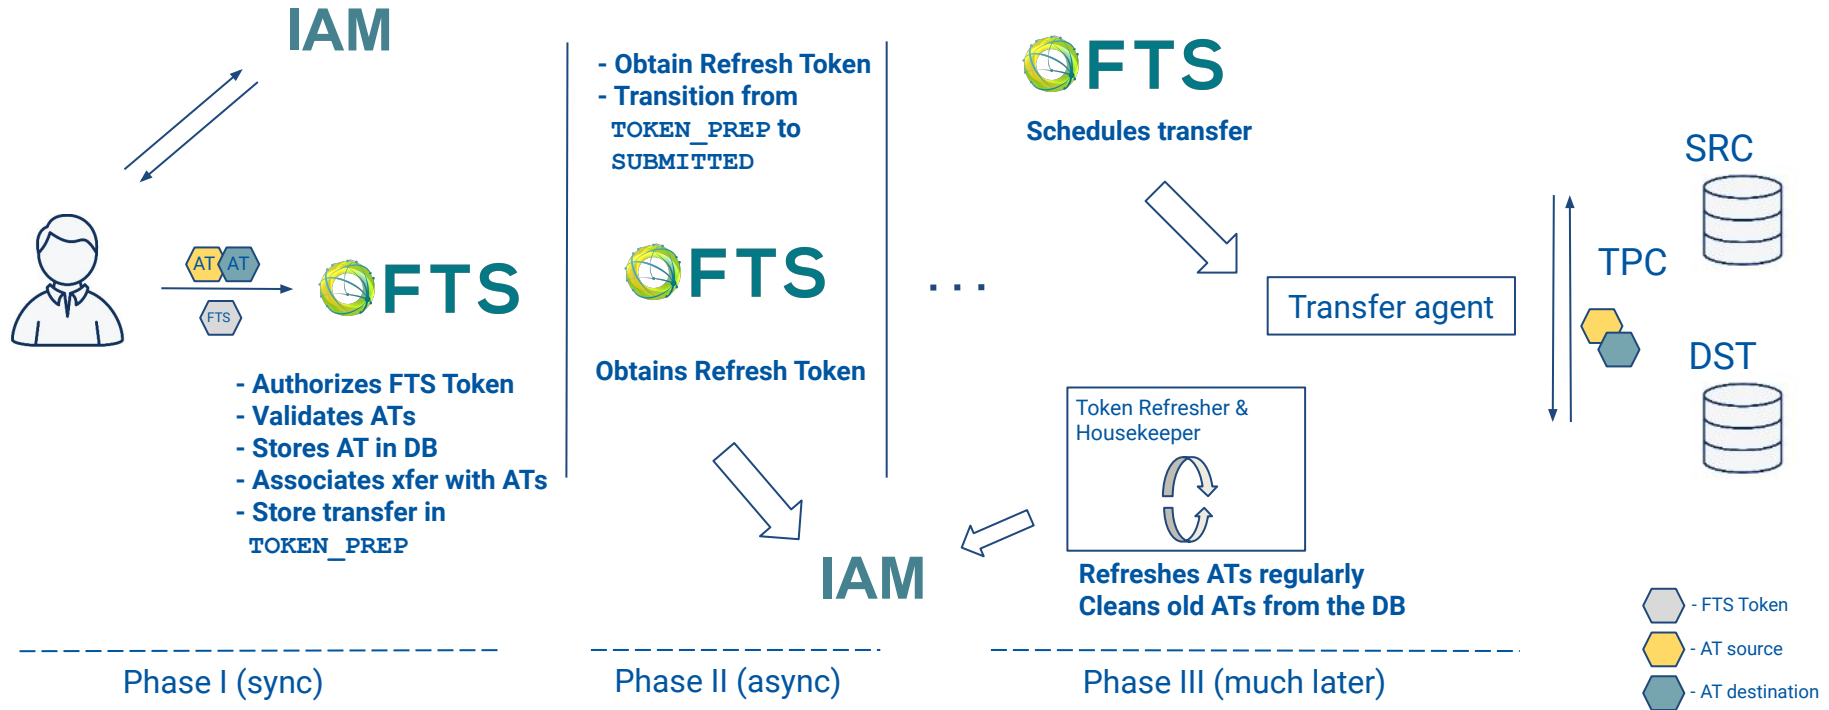 IAM
AT AT
FTS
FTS
- Authorizes FTS Token
- Validates ATs
- Stores AT in DB
- Associates xfer with ATs
- Store transfer in
TOKEN_PREP
Phase I (sync)
- Obtain Refresh Token
- Transition from
TOKEN_PREP to
SUBMITTED
FTS
Obtains Refresh Token
IAM
Phase II (async)
...
FTS
Schedules transfer
Transfer agent
Token Refresher &
Housekeeper
Refreshes ATs regularly
Cleans old ATs from the DB
Phase III (much later)
SRC
TPC
DST
- FTS Token
- AT source
- AT destination